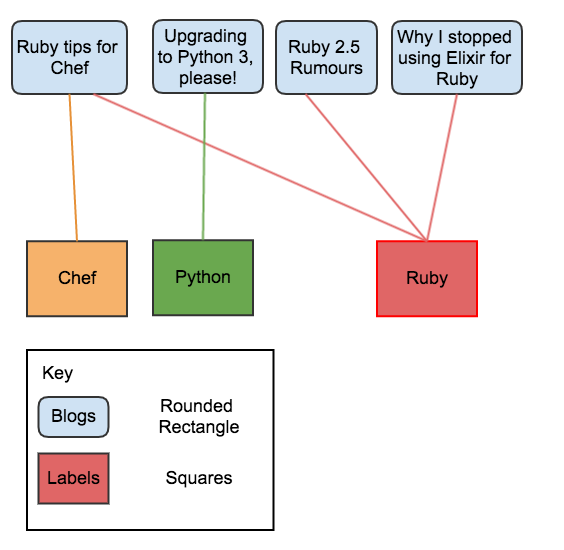 Ruby tips for
Chef
Upgrading
to Python 3,
please!
Ruby 2.5
Rumours
Why I stopped
using Elixir for
Ruby
Chef
Python
Ruby
Key
Blogs
Rounded
Rectangle
Labels
Squares